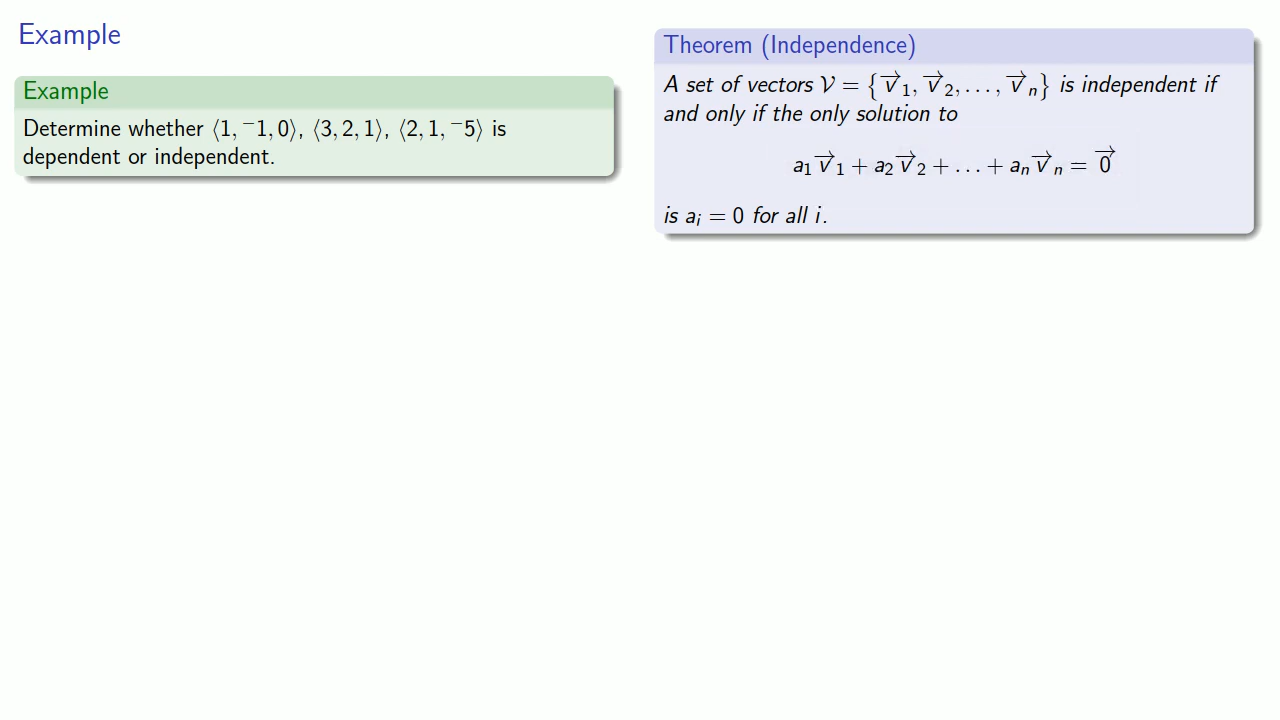 Example
Example
Determine whether ⟨1, ⁻1, 0⟩, ⟨3, 2, 1⟩, ⟨2, 1, ⁻5⟩ is
dependent or independent.
Theorem (Independence)
A set of vectors 𝒱 = {v⃗₁, v⃗₂, . . . , v⃗ₙ} is independent if
and only if the only solution to
a₁v⃗₁ + a₂v⃗₂ + . . . + aₙv⃗ₙ = 0⃗
is aᵢ = 0 for all i.